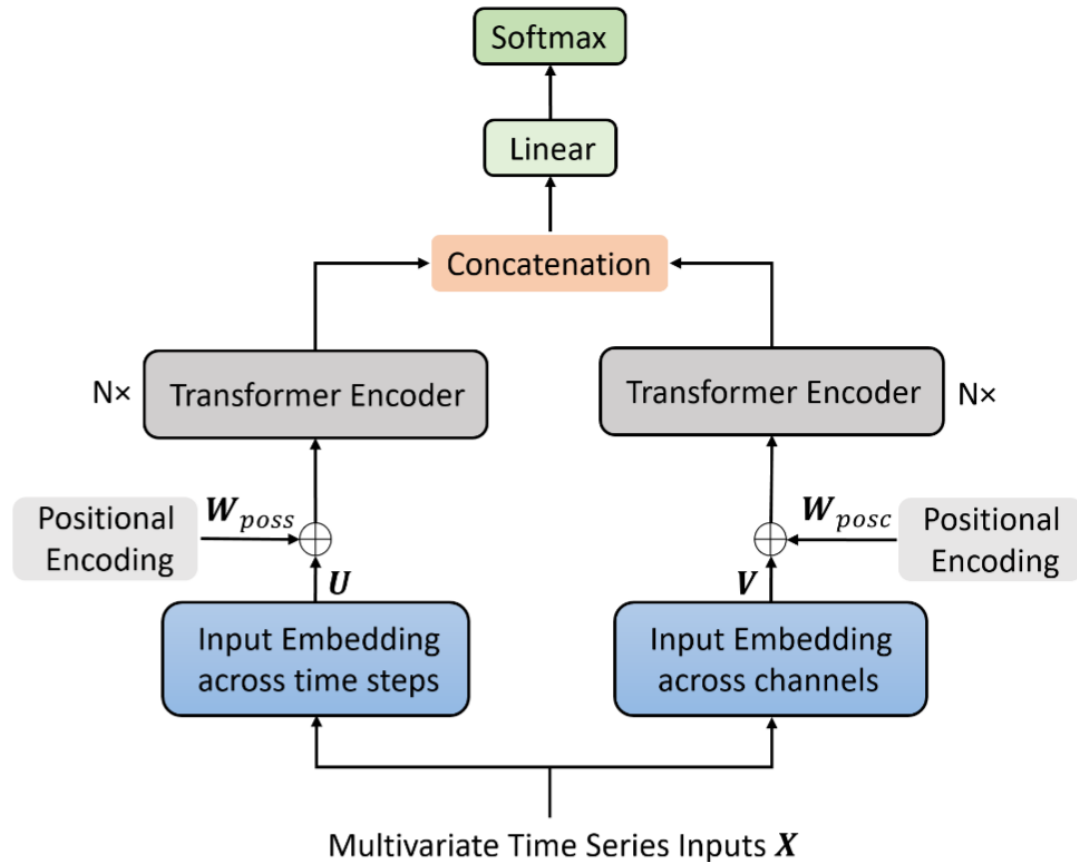 Softmax
Linear
Concatenation
N×
Transformer Encoder
Transformer Encoder
N×
Positional
Encoding
W_poss
W_posc
Positional
Encoding
U
V
Input Embedding
across time steps
Input Embedding
across channels
Multivariate Time Series Inputs X